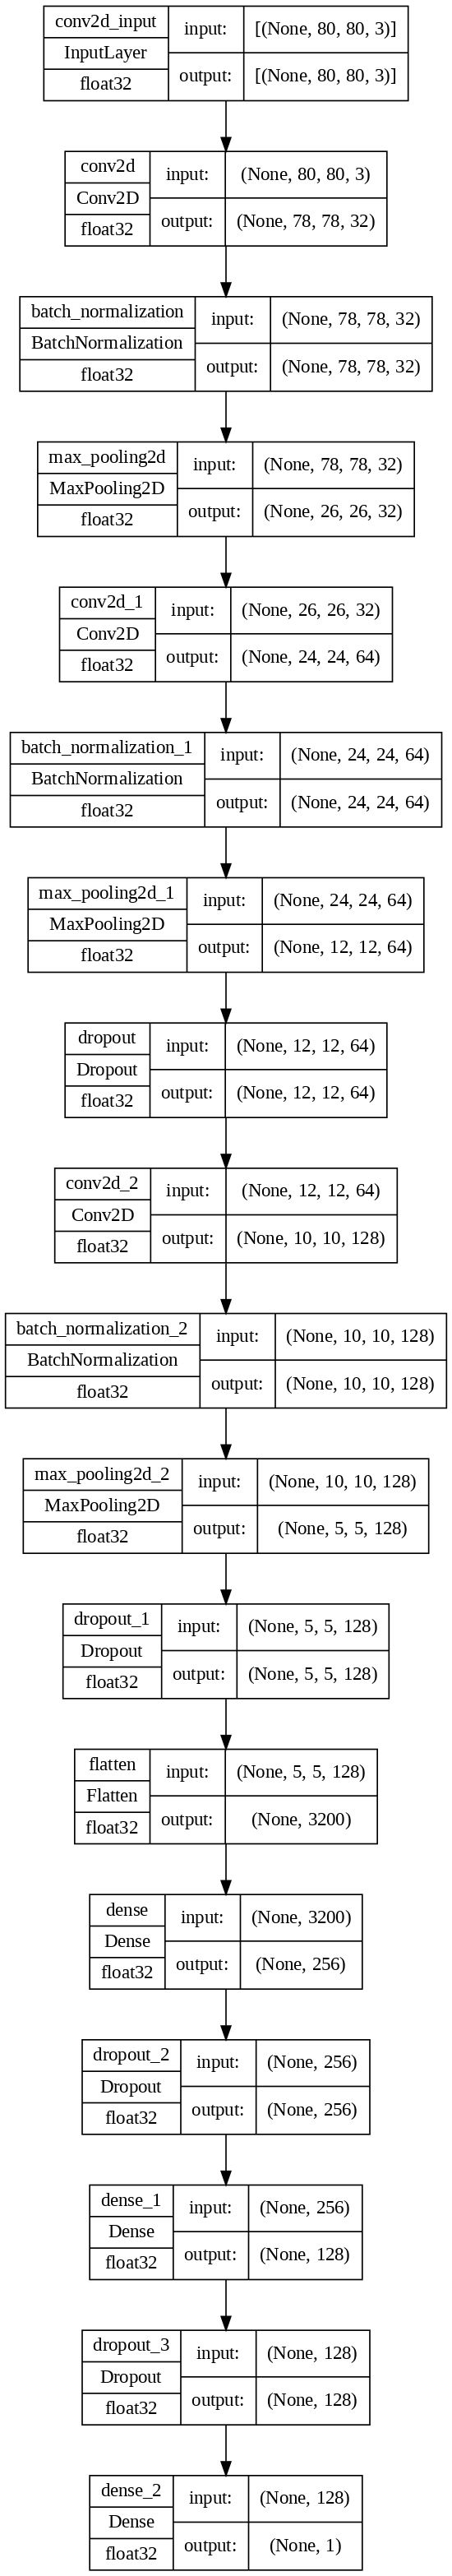 conv2d_input
InputLayer
float32
input:
[(None, 80, 80, 3)]
output:
[(None, 80, 80, 3)]
conv2d
Conv2D
float32
input:
(None, 80, 80, 3)
output:
(None, 78, 78, 32)
batch_normalization
BatchNormalization
float32
input:
(None, 78, 78, 32)
output:
(None, 78, 78, 32)
max_pooling2d
MaxPooling2D
float32
input:
(None, 78, 78, 32)
output:
(None, 26, 26, 32)
conv2d_1
Conv2D
float32
input:
(None, 26, 26, 32)
output:
(None, 24, 24, 64)
batch_normalization_1
BatchNormalization
float32
input:
(None, 24, 24, 64)
output:
(None, 24, 24, 64)
max_pooling2d_1
MaxPooling2D
float32
input:
(None, 24, 24, 64)
output:
(None, 12, 12, 64)
dropout
Dropout
float32
input:
(None, 12, 12, 64)
output:
(None, 12, 12, 64)
conv2d_2
Conv2D
float32
input:
(None, 12, 12, 64)
output:
(None, 10, 10, 128)
batch_normalization_2
BatchNormalization
float32
input:
(None, 10, 10, 128)
output:
(None, 10, 10, 128)
max_pooling2d_2
MaxPooling2D
float32
input:
(None, 10, 10, 128)
output:
(None, 5, 5, 128)
dropout_1
Dropout
float32
input:
(None, 5, 5, 128)
output:
(None, 5, 5, 128)
flatten
Flatten
float32
input:
(None, 5, 5, 128)
output:
(None, 3200)
dense
Dense
float32
input:
(None, 3200)
output:
(None, 256)
dropout_2
Dropout
float32
input:
(None, 256)
output:
(None, 256)
dense_1
Dense
float32
input:
(None, 256)
output:
(None, 128)
dropout_3
Dropout
float32
input:
(None, 128)
output:
(None, 128)
dense_2
Dense
float32
input:
(None, 128)
output:
(None, 1)